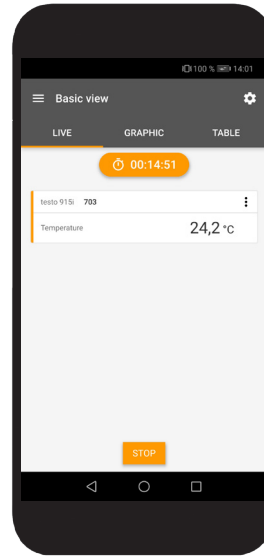 100 % 14:01
Basic view
LIVE GRAPHIC TABLE
00:14:51
testo 915i 703
Temperature 24,2 °C
STOP